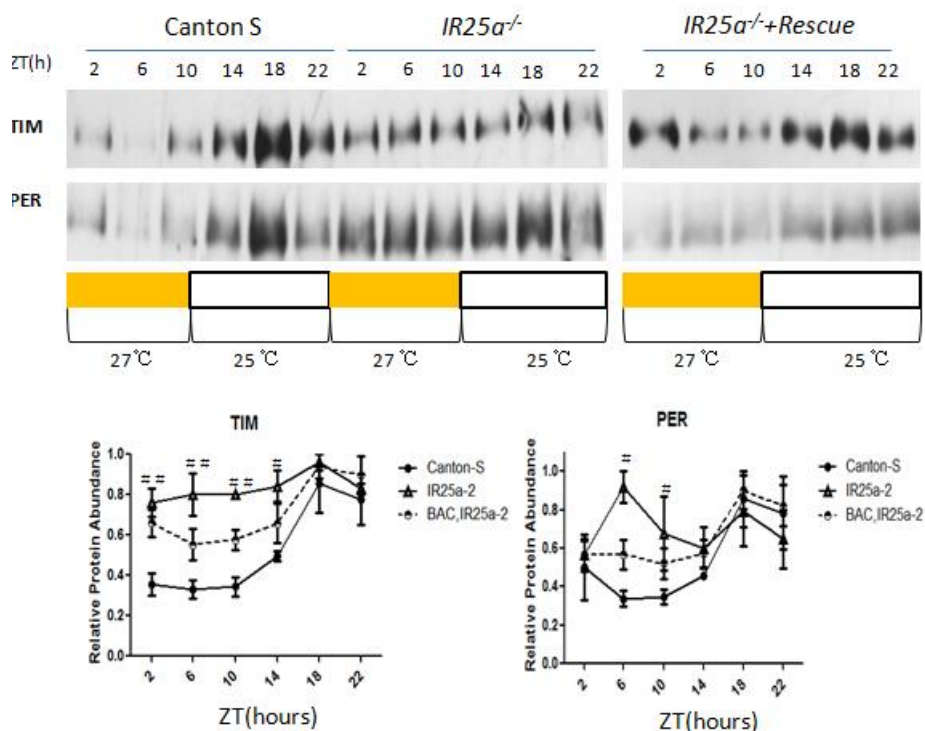 Canton S IR25a-/- IR25a-/-+Rescue
ZT(h) 2 6 10 14 18 22 2 6 10 14 18 22 2 6 10 14 18 22
TIM
PER
27℃ 25℃ 27℃ 25℃ 27℃ 25℃
TIM
Relative Protein Abundance
1.0
0.8
0.6
0.4
0.2
0.0
## ## ## #
Canton-S
IR25a-2
BAC,IR25a-2
2 6 10 14 18 22
ZT(hours)
PER
Relative Protein Abundance
1.0
0.8
0.6
0.4
0.2
0.0
# #
Canton-S
IR25a-2
BAC,IR25a-2
2 6 10 14 18 22
ZT(hours)